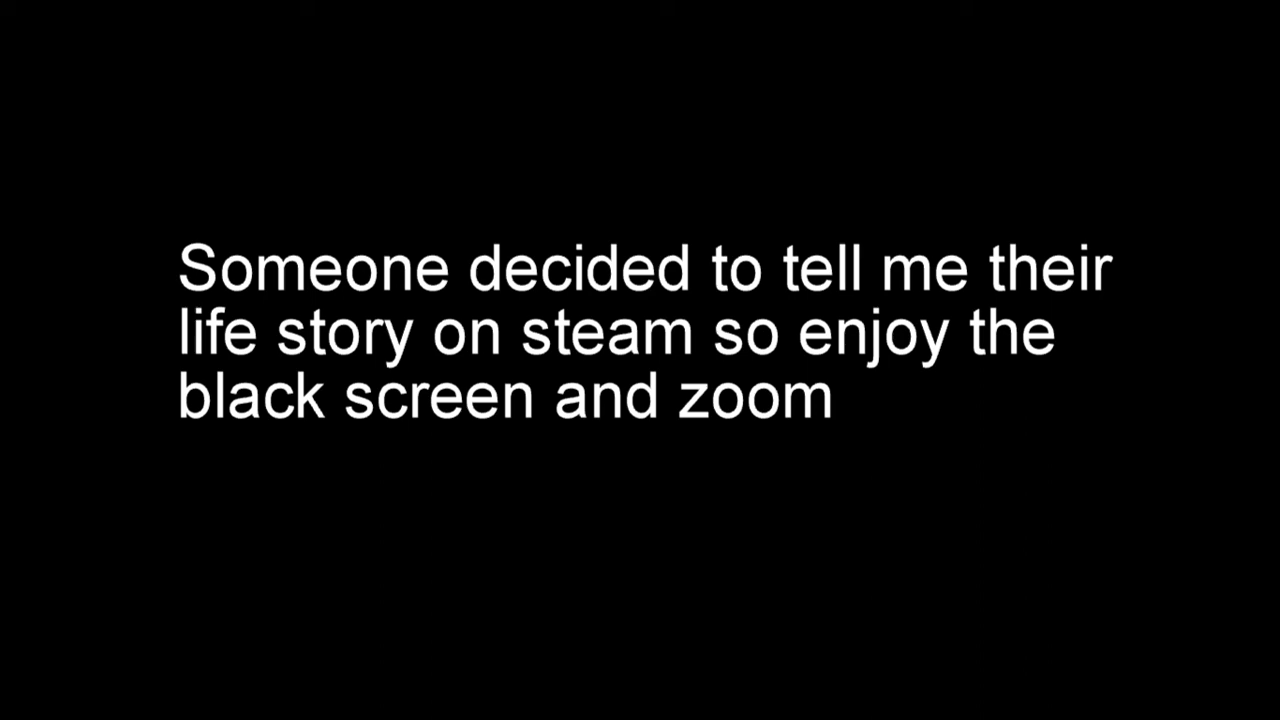 Someone decided to tell me their
life story on steam so enjoy the
black screen and zoom